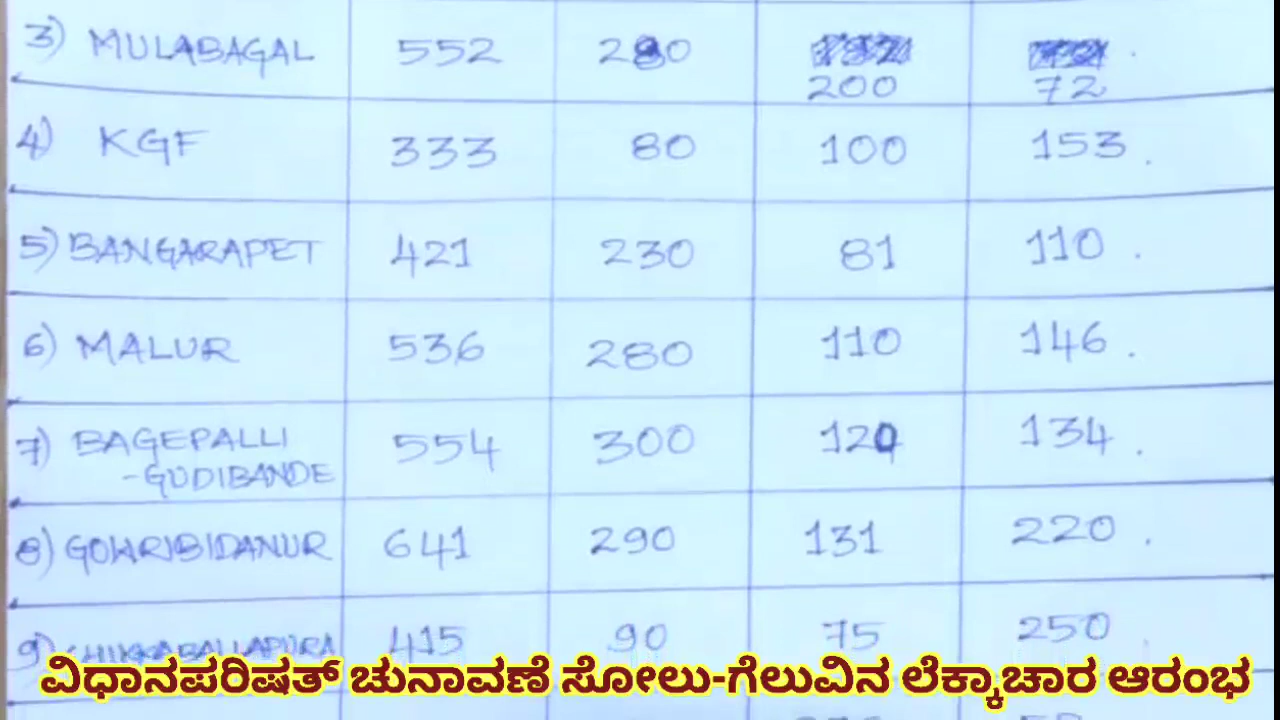 3) MULABAGAL 552 280
200 72
4) KGF 333 80 100 153 .
5) BANGARAPET 421 230 81 110 .
6) MALUR 536 280 110 146 .
7) BAGEPALLI 554 300 120 134 .
-GUDIBANDE
8) GOWRIBIDANUR 641 290 131 220 .
9) CHIKKABALLAPURA 415 90 75 250 .
ವಿಧಾನಪರಿಷತ್ ಚುನಾವಣೆ ಸೋಲು-ಗೆಲುವಿನ ಲೆಕ್ಕಾಚಾರ ಆರಂಭ